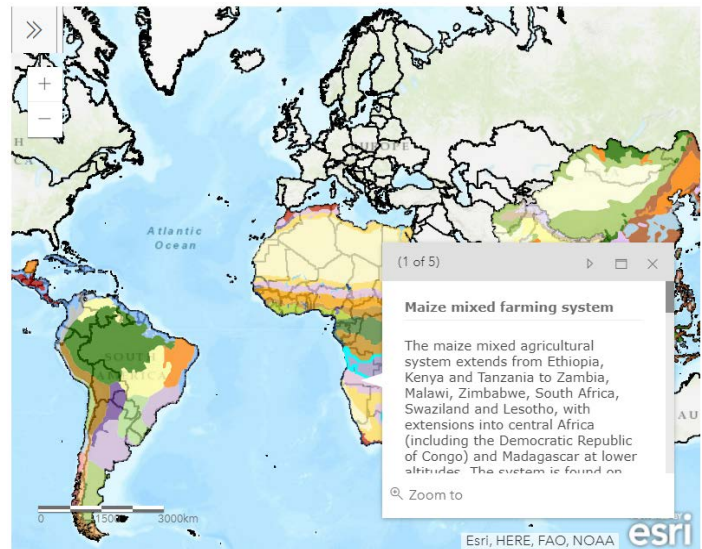 EUROPE
Atlantic
Ocean
(1 of 5)
Maize mixed farming system
The maize mixed agricultural
system extends from Ethiopia,
Kenya and Tanzania to Zambia,
Malawi, Zimbabwe, South Africa,
Swaziland and Lesotho, with
extensions into central Africa
(including the Democratic Republic
of Congo) and Madagascar at lower
altitudes. The system is found on
SOUTH
AMERICA
AU
Zoom to
0 1500 3000km
Esri, HERE, FAO, NOAA
esri